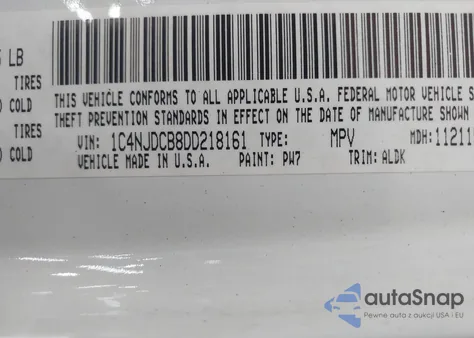 LB
TIRES
COLD
TIRES
COLD
THIS VEHICLE CONFORMS TO ALL APPLICABLE U.S.A. FEDERAL MOTOR VEHICLE S
THEFT PREVENTION STANDARDS IN EFFECT ON THE DATE OF MANUFACTURE SHOWN
VIN: 1C4NJDCB8DD218161 TYPE: MPV MDH: 11211
VEHICLE MADE IN U.S.A. PAINT: PW7 TRIM: ALDK
autaSnap
Pewne auta z aukcji USA i EU